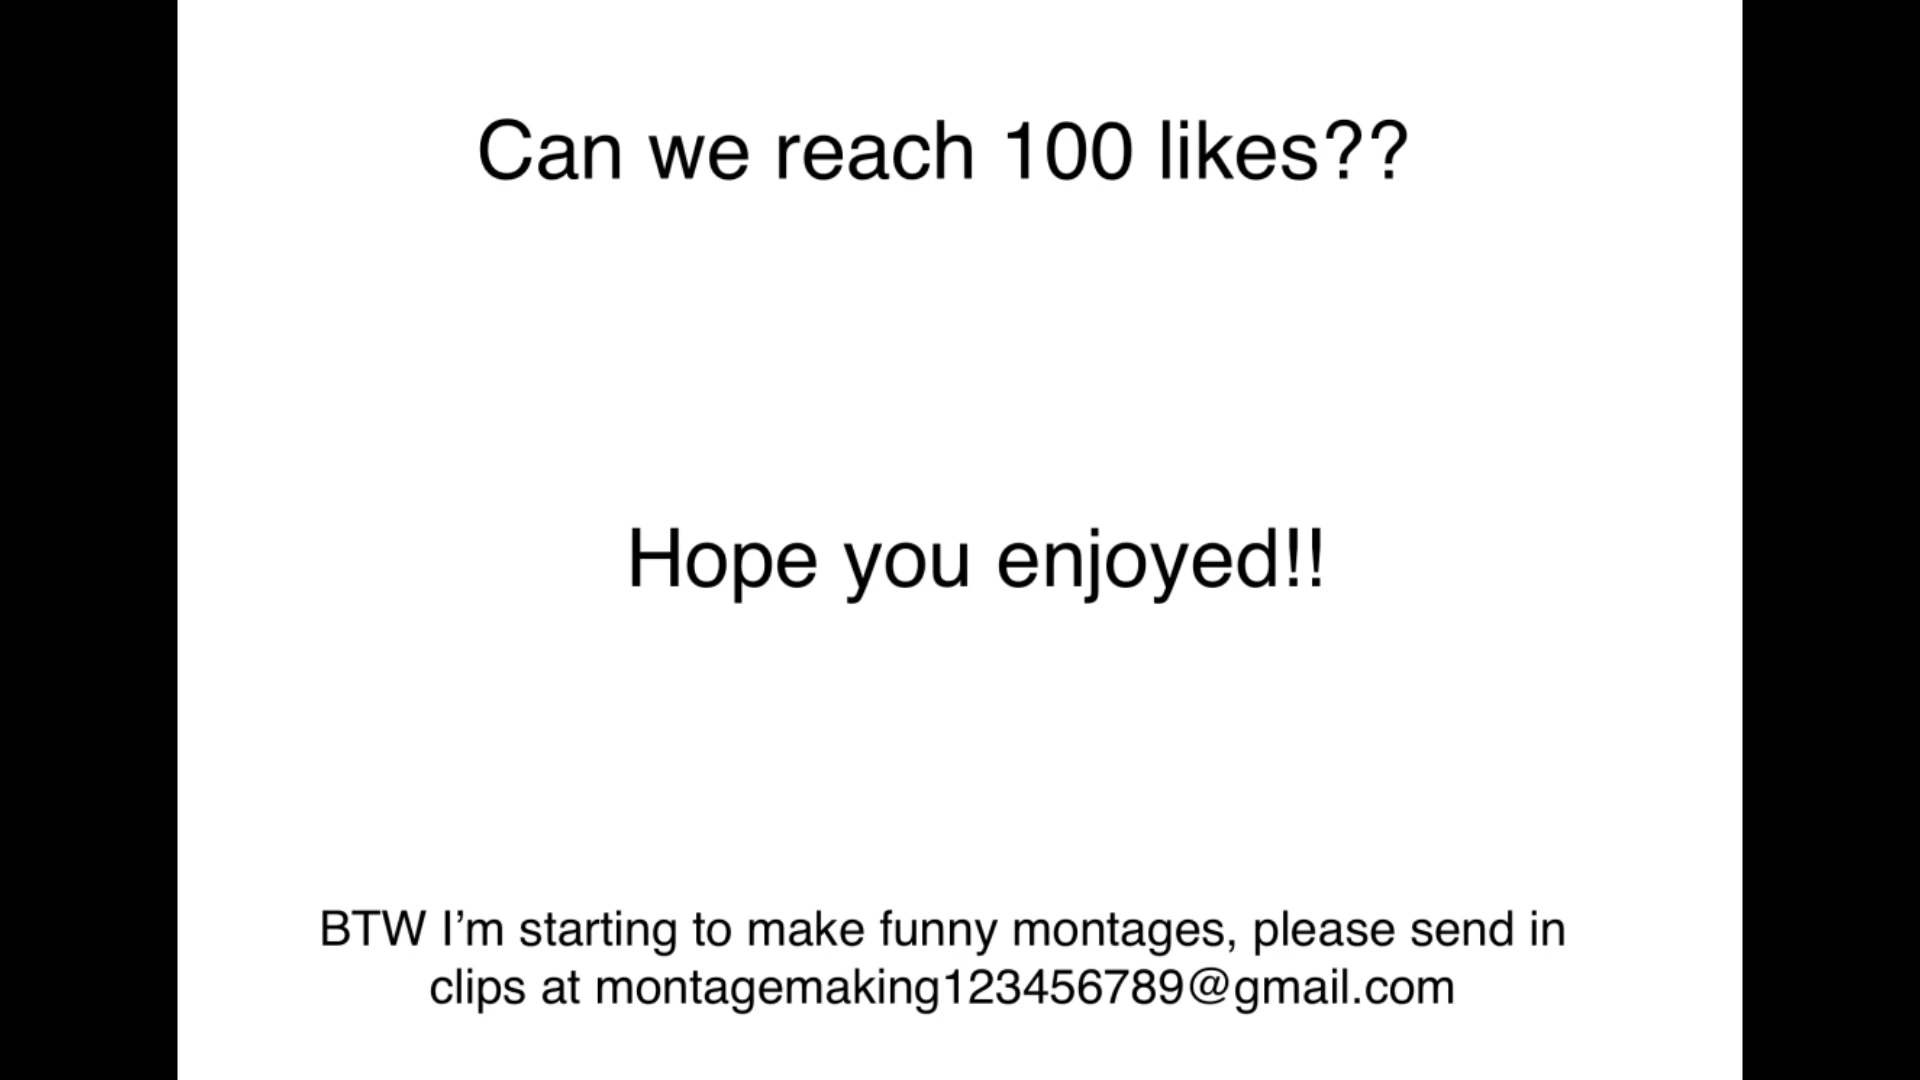 Can we reach 100 likes??
Hope you enjoyed!!
BTW I’m starting to make funny montages, please send in
clips at montagemaking123456789@gmail.com